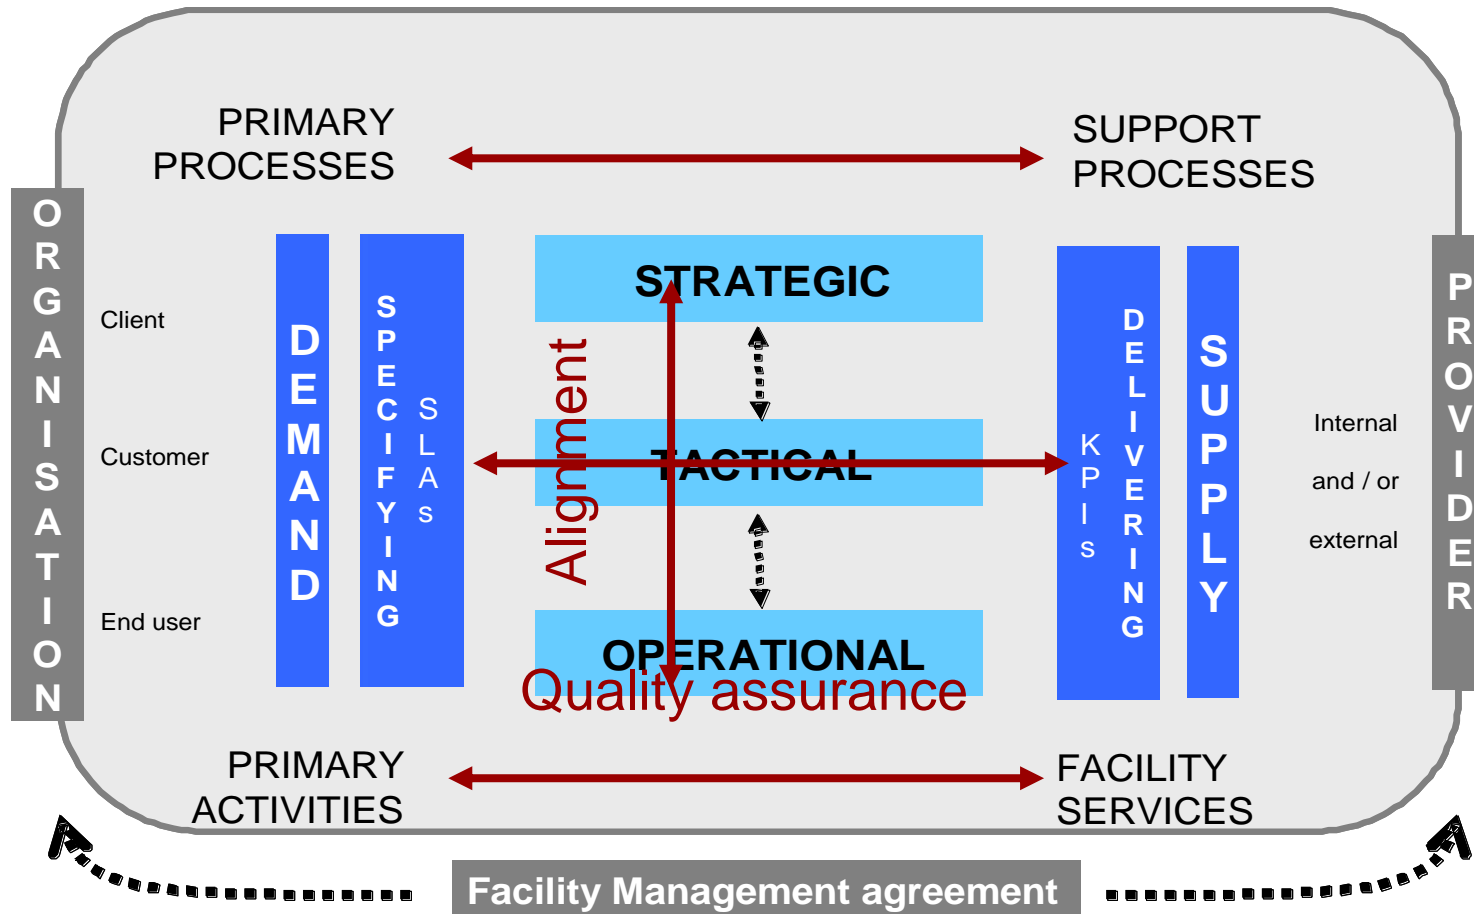 PRIMARY
PROCESSES
SUPPORT
PROCESSES
ORGANISATION
Client
Customer
End user
DEMAND
SPECIFYING
SLAs
STRATEGIC
TACTICAL
OPERATIONAL
Alignment
Quality assurance
KPIs
DELIVERING
SUPPLY
Internal
and / or
external
PROVIDER
PRIMARY
ACTIVITIES
FACILITY
SERVICES
Facility Management agreement